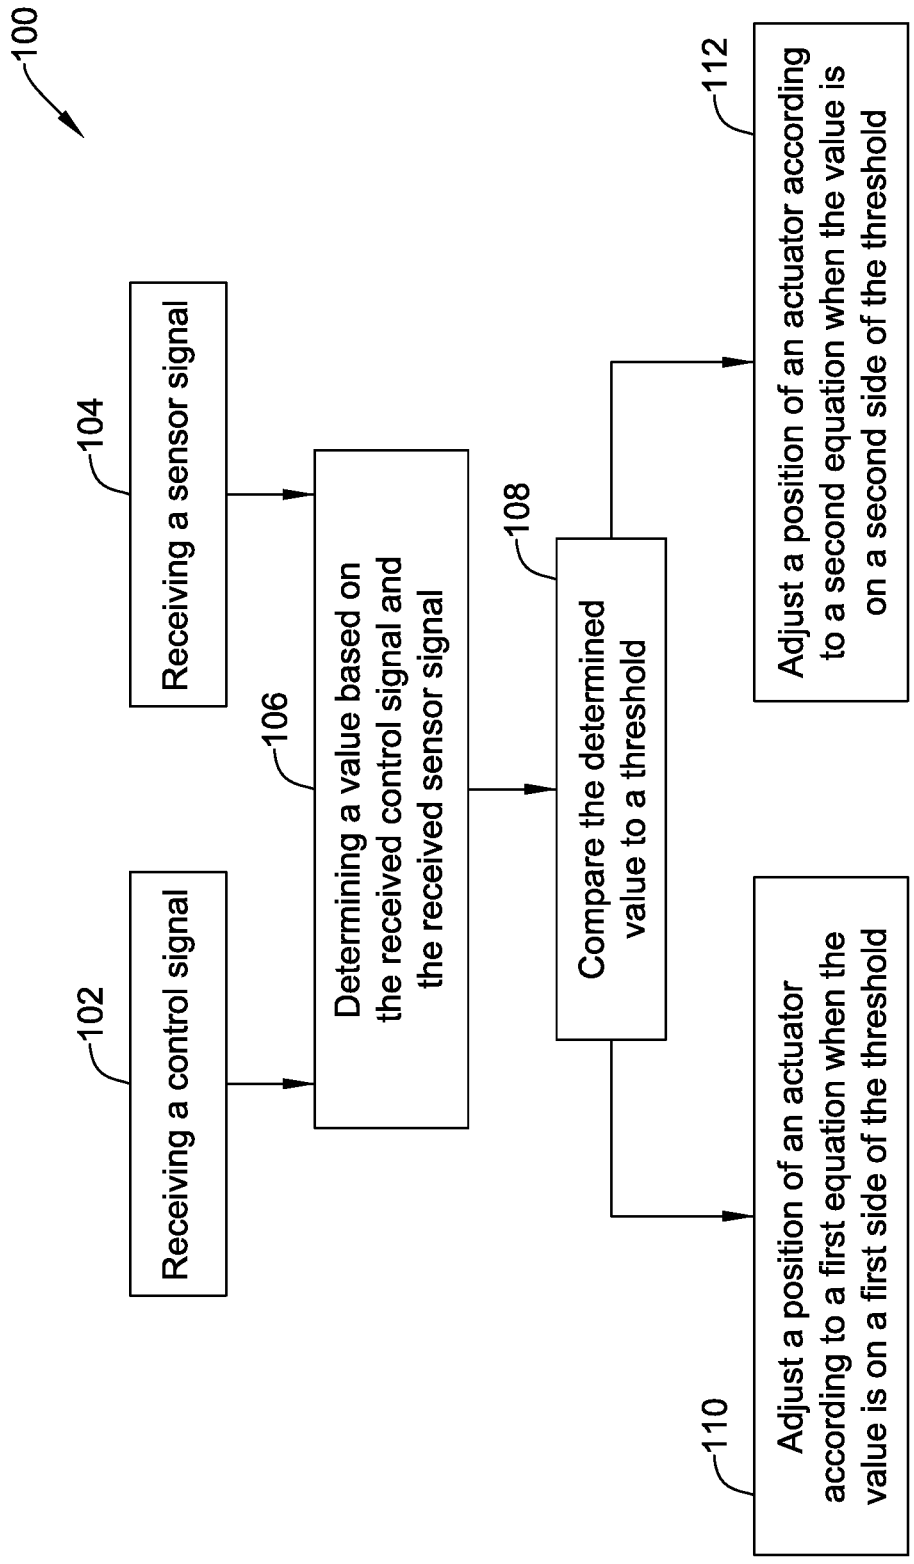 100
102
Receiving a control signal
104
Receiving a sensor signal
106
Determining a value based on
the received control signal and
the received sensor signal
108
Compare the determined
value to a threshold
110
Adjust a position of an actuator
according to a first equation when the
value is on a first side of the threshold
112
Adjust a position of an actuator according
to a second equation when the value is
on a second side of the threshold